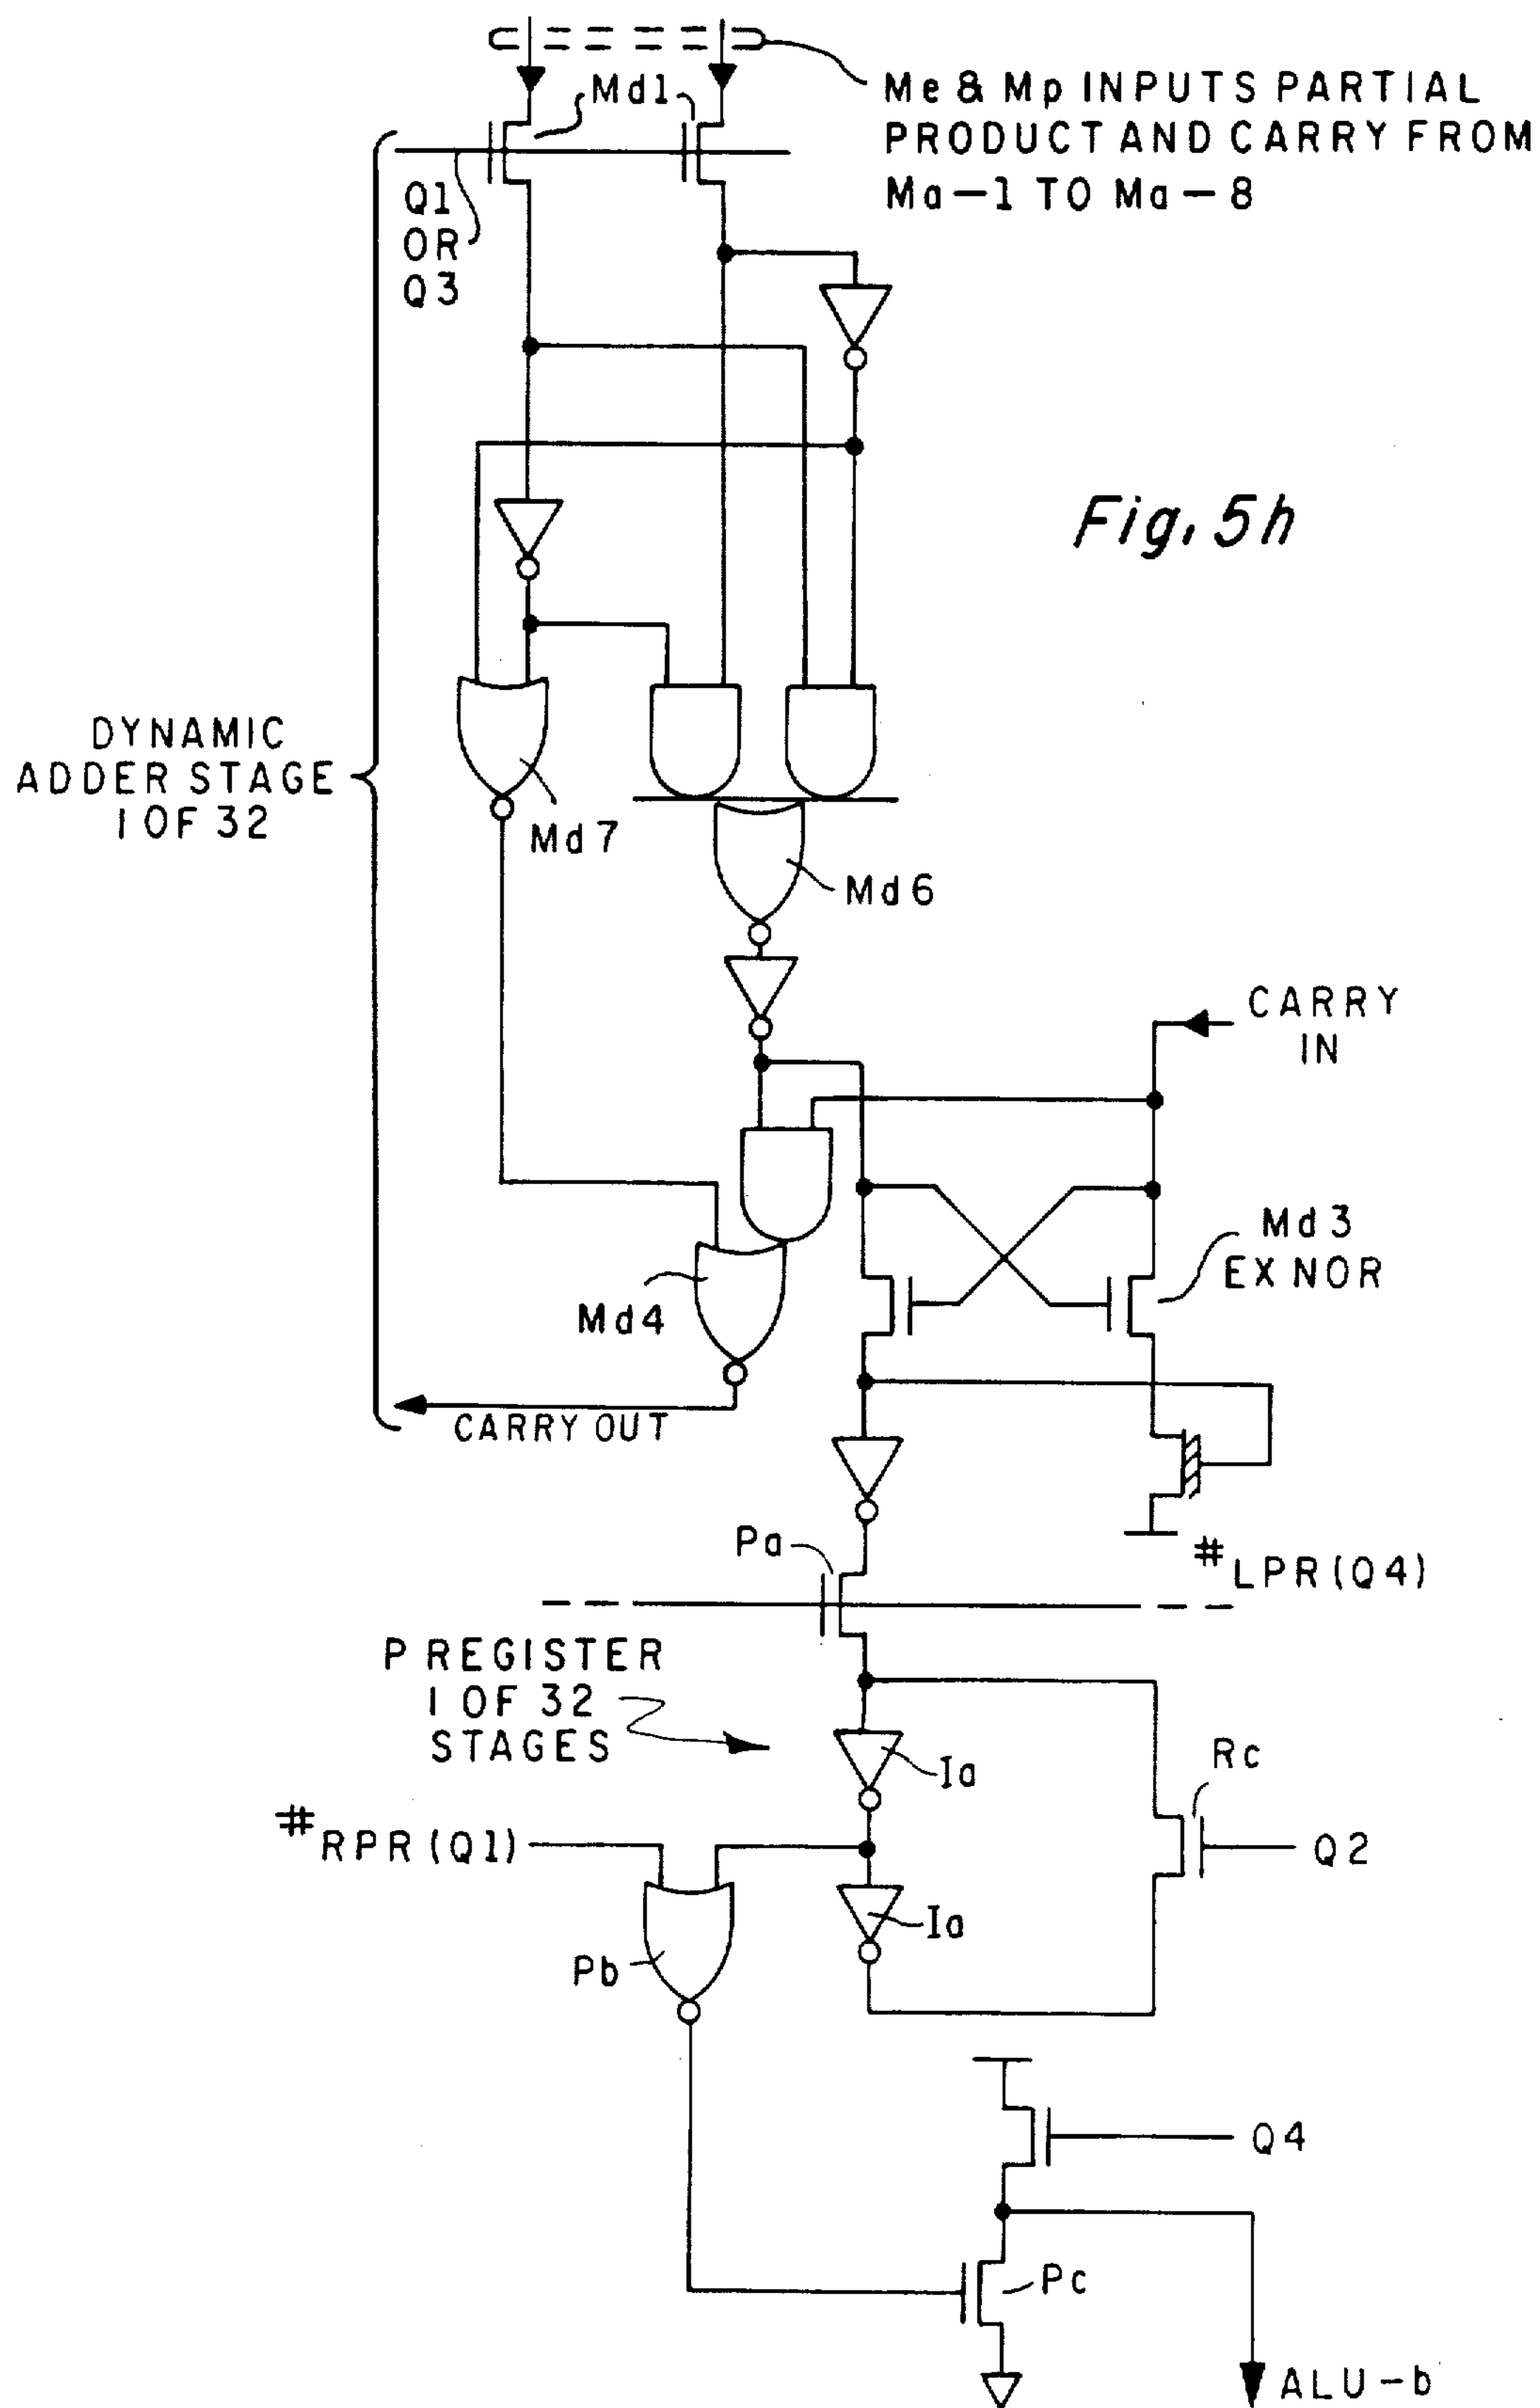 Md1
Me & Mp INPUTS PARTIAL
PRODUCT AND CARRY FROM
Ma-1 TO Ma-8
Q1
OR
Q3
Fig. 5h
DYNAMIC
ADDER STAGE
1 OF 32
Md7
Md6
CARRY
IN
Md3
EX NOR
Md4
CARRY OUT
Pa
#LPR(Q4)
P REGISTER
1 OF 32
STAGES
Ia
Rc
#RPR(Q1)
Q2
Ia
Pb
Q4
Pc
ALU-b